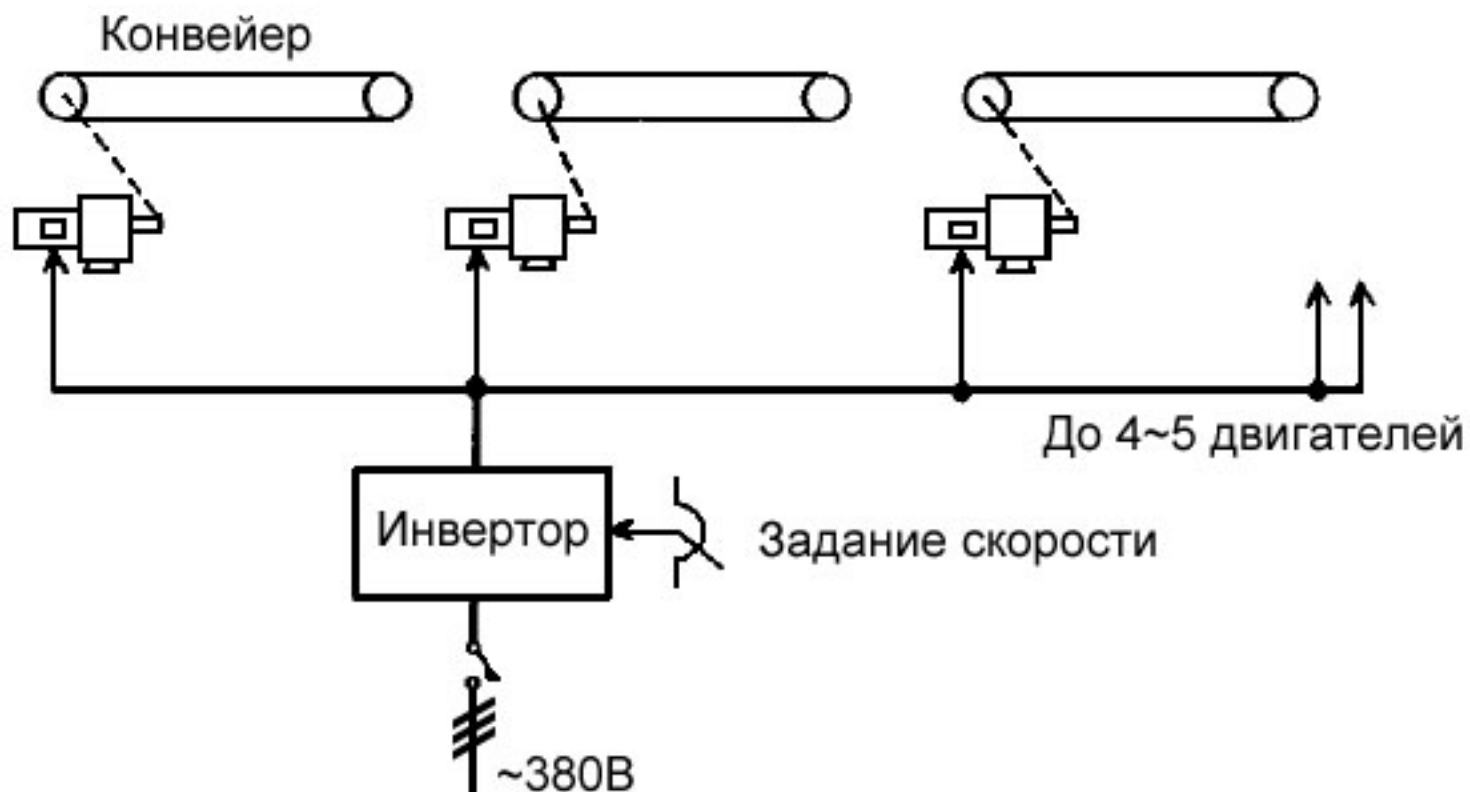 Конвейер
До 4~5 двигателей
Инвертор
Задание скорости
~380В